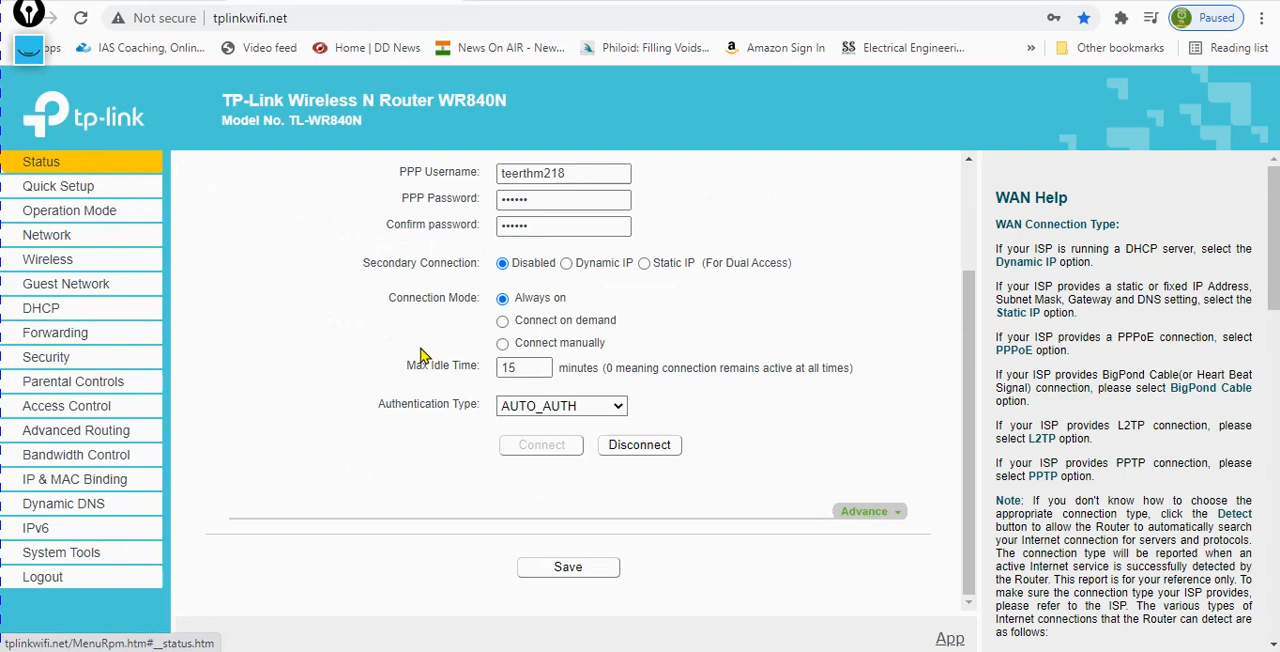 Not secure
tplinkwifi.net
Paused
ps
IAS Coaching, Onlin...
Video feed
Home | DD News
News On AIR - New...
Philoid: Filling Voids...
Amazon Sign In
Electrical Engineeri...
»
Other bookmarks
Reading list
tp-link
TP-Link Wireless N Router WR840N
Model No. TL-WR840N
Status
Quick Setup
Operation Mode
Network
Wireless
Guest Network
DHCP
Forwarding
Security
Parental Controls
Access Control
Advanced Routing
Bandwidth Control
IP & MAC Binding
Dynamic DNS
IPv6
System Tools
Logout
PPP Username: teerthm218
PPP Password: ••••••
Confirm password: ••••••
Secondary Connection: Disabled Dynamic IP Static IP (For Dual Access)
Connection Mode: Always on
Connect on demand
Connect manually
Max Idle Time: 15 minutes (0 meaning connection remains active at all times)
Authentication Type: AUTO_AUTH
Connect Disconnect
Advance
Save
App
WAN Help
WAN Connection Type:
If your ISP is running a DHCP server, select the
Dynamic IP option.
If your ISP provides a static or fixed IP Address,
Subnet Mask, Gateway and DNS setting, select the
Static IP option.
If your ISP provides a PPPoE connection, select
PPPoE option.
If your ISP provides BigPond Cable(or Heart Beat
Signal) connection, please select BigPond Cable
option.
If your ISP provides L2TP connection, please
select L2TP option.
If your ISP provides PPTP connection, please
select PPTP option.
Note: If you don't know how to choose the
appropriate connection type, click the Detect
button to allow the Router to automatically search
your Internet connection for servers and protocols.
The connection type will be reported when an
active Internet service is successfully detected by
the Router. This report is for your reference only. To
make sure the connection type your ISP provides,
please refer to the ISP. The various types of
Internet connections that the Router can detect are
as follows:
tplinkwifi.net/MenuRpm.htm#__status.htm